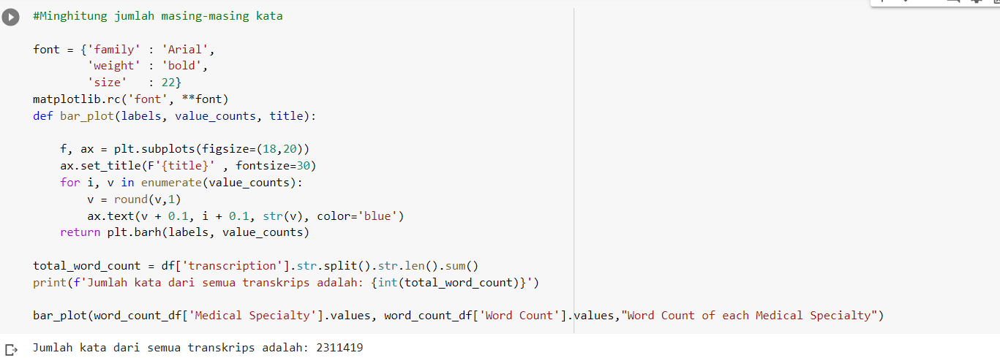 #Minghitung jumlah masing-masing kata
font = {'family' : 'Arial',
'weight' : 'bold',
'size'   : 22}
matplotlib.rc('font', **font)
def bar_plot(labels, value_counts, title):
f, ax = plt.subplots(figsize=(18,20))
ax.set_title(F'{title}' , fontsize=30)
for i, v in enumerate(value_counts):
v = round(v,1)
ax.text(v + 0.1, i + 0.1, str(v), color='blue')
return plt.barh(labels, value_counts)
total_word_count = df['transcription'].str.split().str.len().sum()
print(f'Jumlah kata dari semua transkrips adalah: {int(total_word_count)}')
bar_plot(word_count_df['Medical Specialty'].values, word_count_df['Word Count'].values,"Word Count of each Medical Specialty")
Jumlah kata dari semua transkrips adalah: 2311419